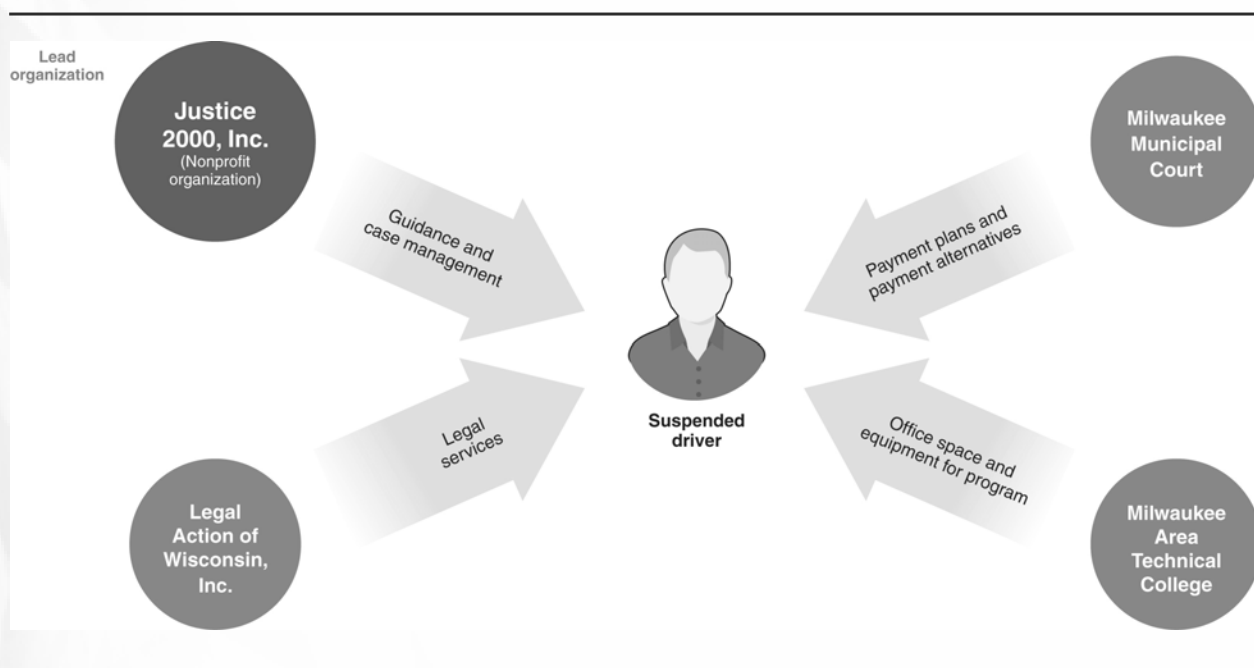 Lead
organization
Justice
2000, Inc.
(Nonprofit
organization)
Guidance and
case management
Milwaukee
Municipal
Court
Payment plans and
payment alternatives
Suspended
driver
Legal
Action of
Wisconsin,
Inc.
Legal
services
Milwaukee
Area
Technical
College
Office space and
equipment for program